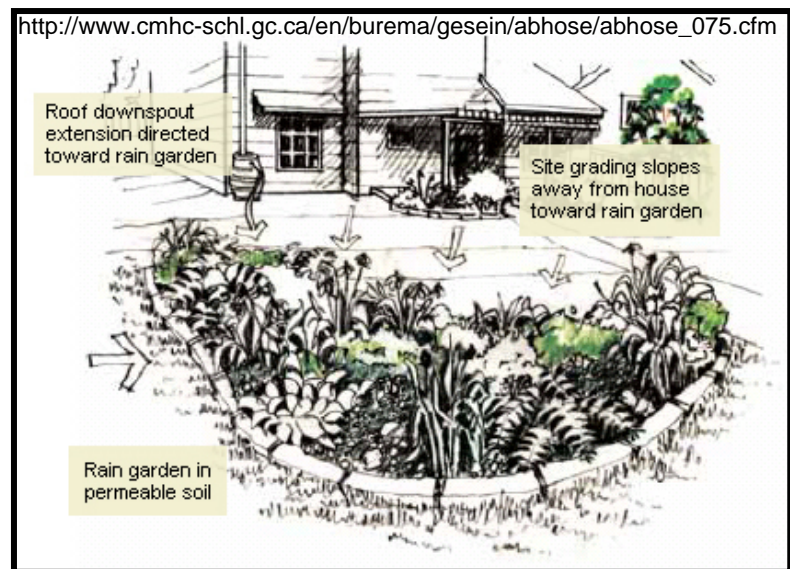 http://www.cmhc-schl.gc.ca/en/burema/gesein/abhose/abhose_075.cfm
Roof downspout
extension directed
toward rain garden
Site grading slopes
away from house
toward rain garden
Rain garden in
permeable soil